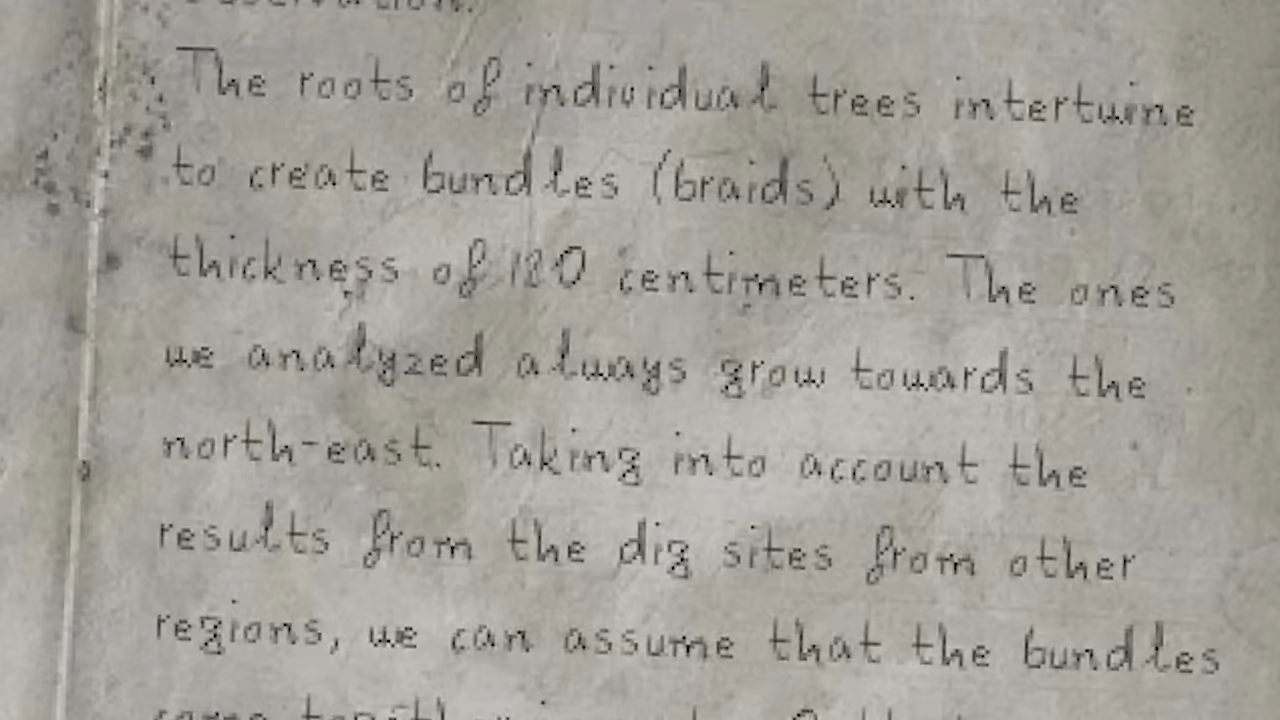 The roots of individual trees intertwine
to create bundles (braids) with the
thickness of 180 centimeters. The ones
we analyzed always grow towards the
north-east. Taking into account the
results from the dig sites from other
regions, we can assume that the bundles